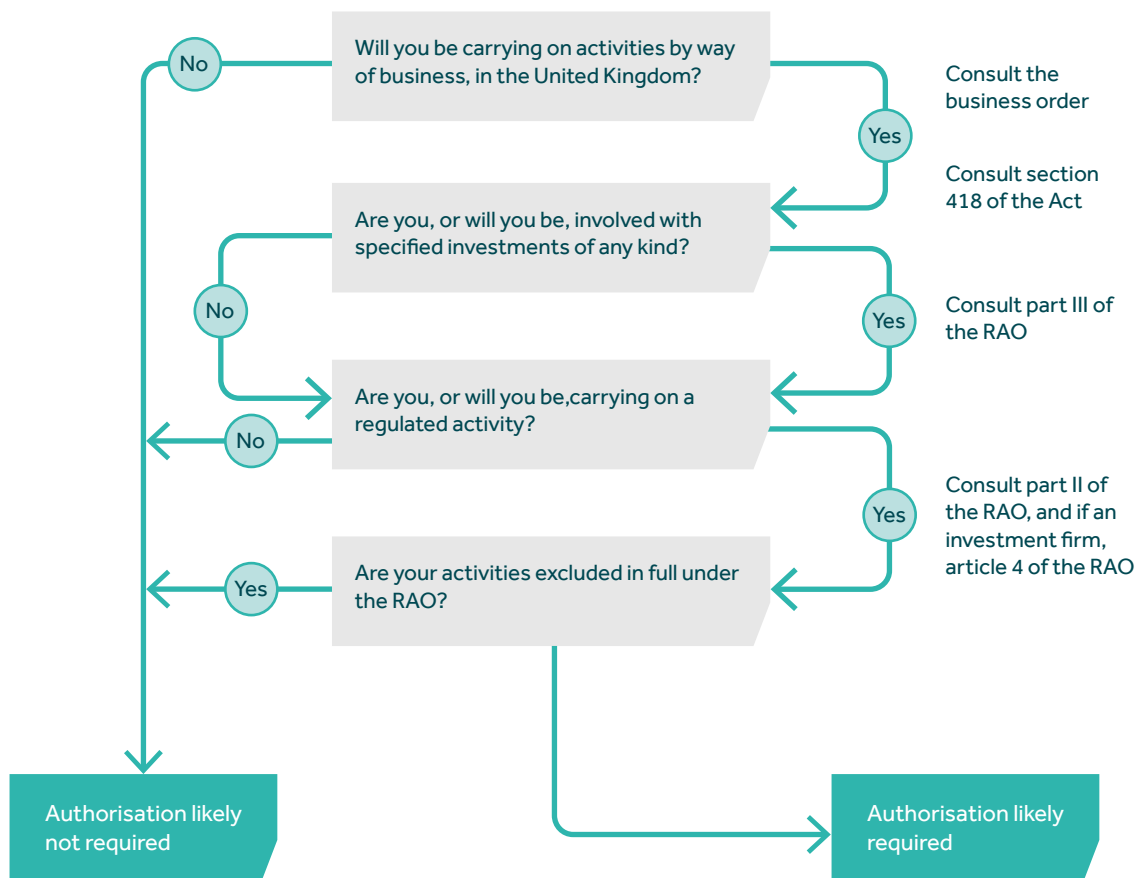 Will you be carrying on activities by way
of business, in the United Kingdom?
No
Yes
Consult the
business order
Consult section
418 of the Act
Are you, or will you be, involved with
specified investments of any kind?
No
Yes
Consult part III of
the RAO
Are you, or will you be,carrying on a
regulated activity?
No
Yes
Consult part II of
the RAO, and if an
investment firm,
article 4 of the RAO
Are your activities excluded in full under
the RAO?
Yes
Authorisation likely
not required
Authorisation likely
required